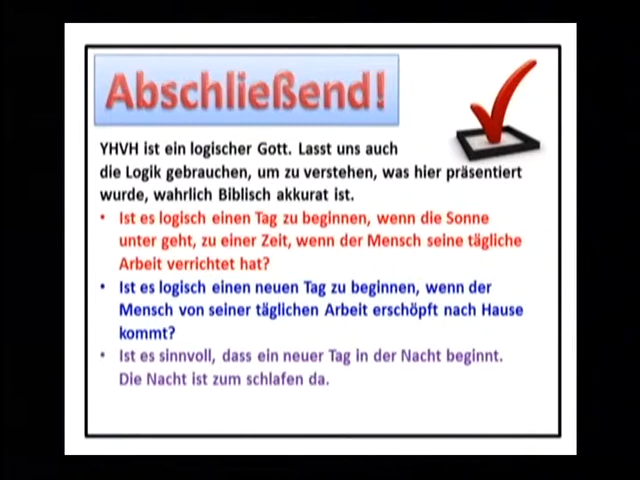 Abschließend!
YHVH ist ein logischer Gott. Lasst uns auch
die Logik gebrauchen, um zu verstehen, was hier präsentiert
wurde, wahrlich Biblisch akkurat ist.
• Ist es logisch einen Tag zu beginnen, wenn die Sonne
unter geht, zu einer Zeit, wenn der Mensch seine tägliche
Arbeit verrichtet hat?
• Ist es logisch einen neuen Tag zu beginnen, wenn der
Mensch von seiner täglichen Arbeit erschöpft nach Hause
kommt?
• Ist es sinnvoll, dass ein neuer Tag in der Nacht beginnt.
Die Nacht ist zum schlafen da.